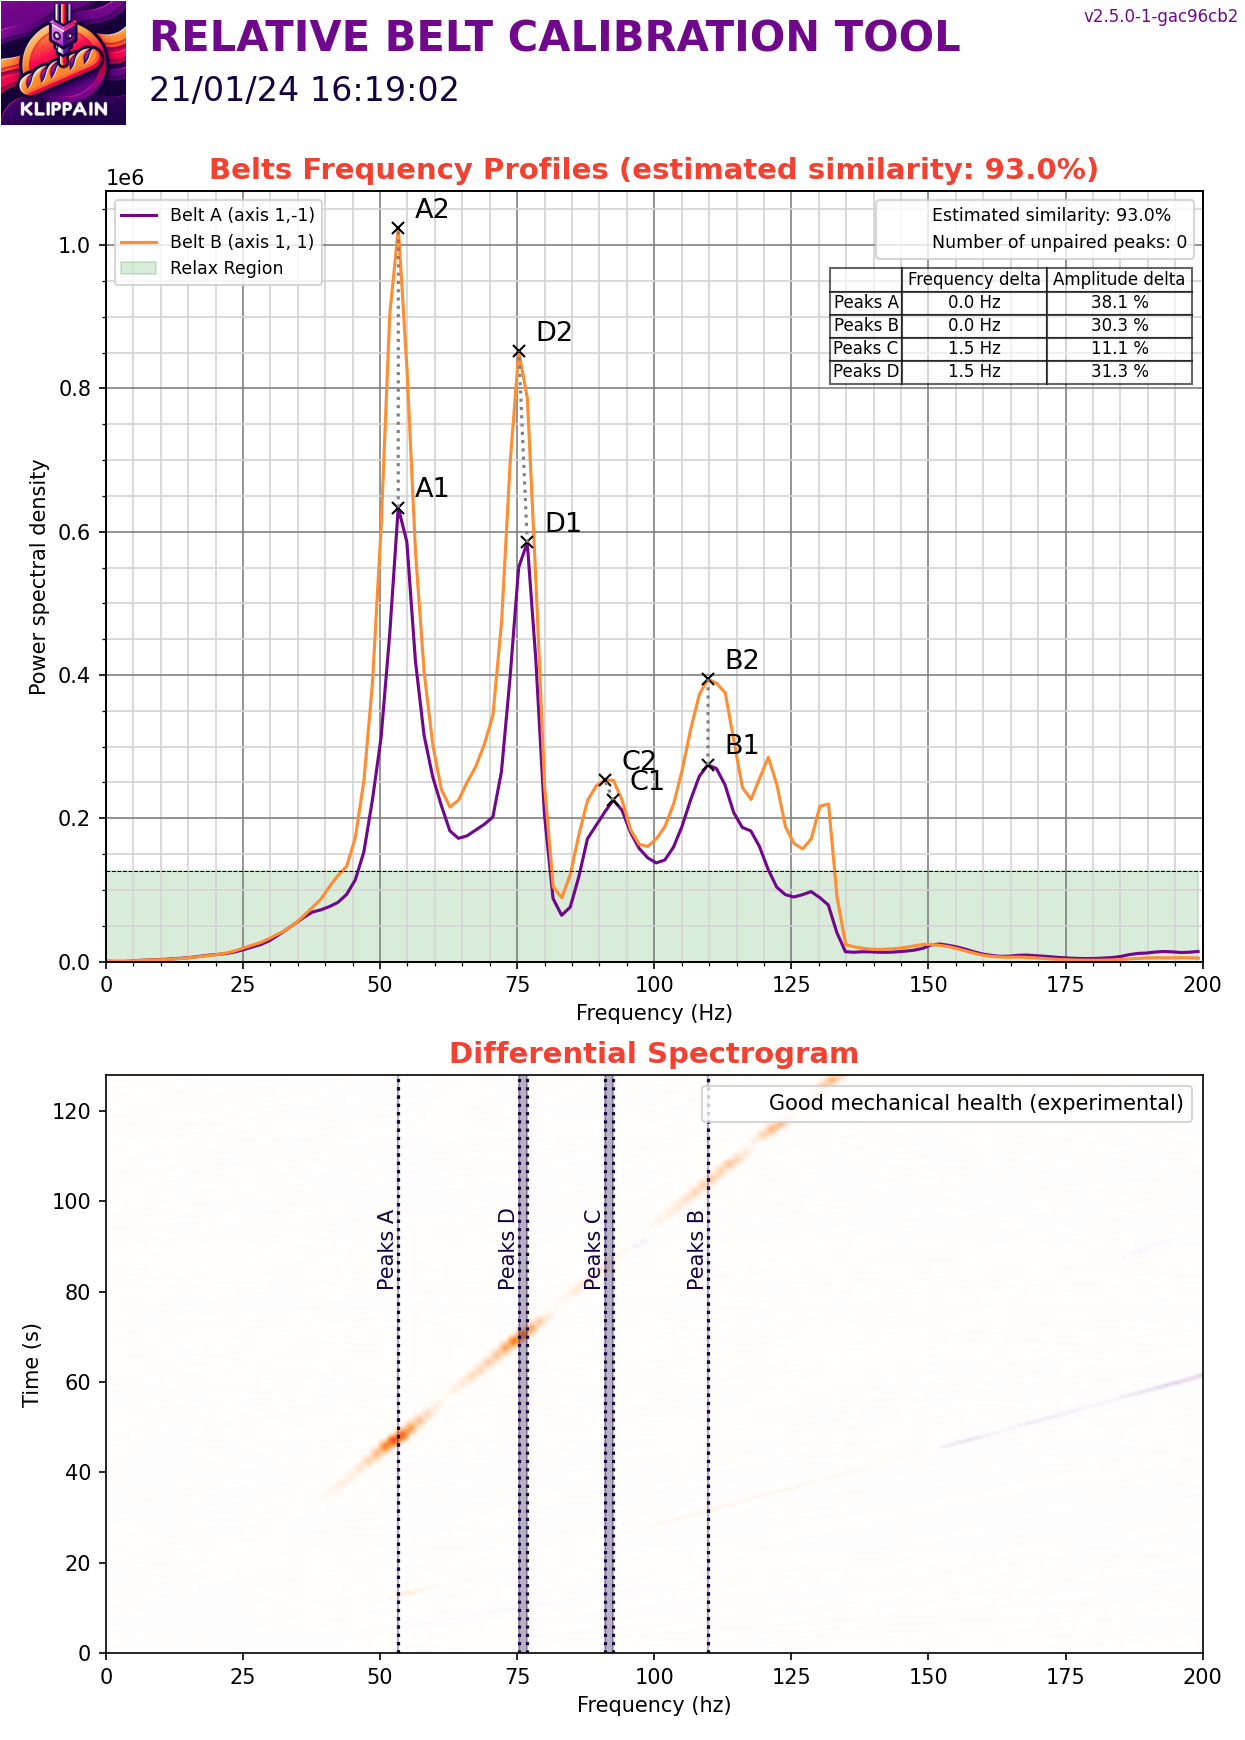 KLIPPAIN
RELATIVE BELT CALIBRATION TOOL
21/01/24 16:19:02
v2.5.0-1-gac96cb2
Belts Frequency Profiles (estimated similarity: 93.0%)
1e6
Belt A (axis 1,-1)
Belt B (axis 1, 1)
Relax Region
Estimated similarity: 93.0%
Number of unpaired peaks: 0
Frequency delta Amplitude delta
Peaks A 0.0 Hz 38.1 %
Peaks B 0.0 Hz 30.3 %
Peaks C 1.5 Hz 11.1 %
Peaks D 1.5 Hz 31.3 %
A2
D2
A1
D1
B2
B1
C2
C1
Power spectral density
1.0
0.8
0.6
0.4
0.2
0.0
0 25 50 75 100 125 150 175 200
Frequency (Hz)
Differential Spectrogram
Good mechanical health (experimental)
Peaks A
Peaks D
Peaks C
Peaks B
Time (s)
120
100
80
60
40
20
0
0 25 50 75 100 125 150 175 200
Frequency (hz)